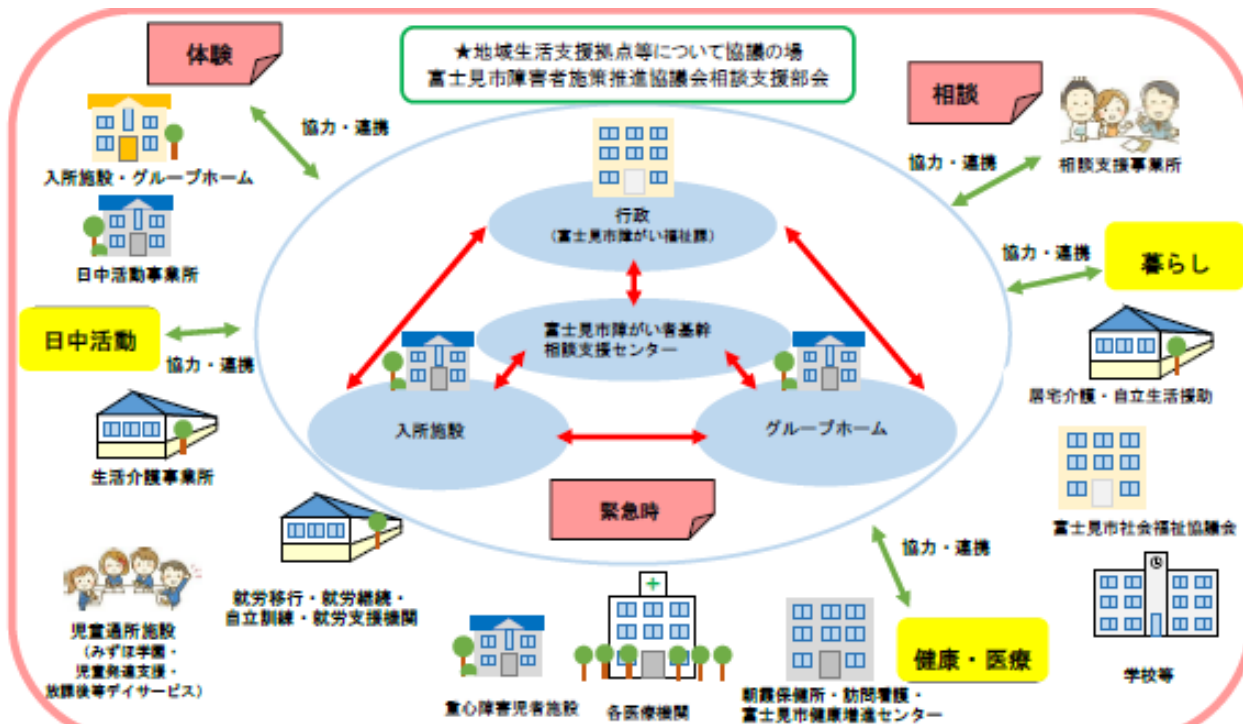 体験
★地域生活支援拠点等について協議の場
富士見市障害者施策推進協議会相談支援部会
相談
協力・連携
入所施設・グループホーム
日中活動事業所
協力・連携
相談支援事業所
行政
（富士見市障がい福祉課）
協力・連携
暮らし
日中活動
協力・連携
富士見市障がい者基幹
相談支援センター
入所施設
グループホーム
居宅介護・自立生活援助
生活介護事業所
緊急時
富士見市社会福祉協議会
協力・連携
就労移行・就労継続・
自立訓練・就労支援機関
児童通所施設
（みずほ学園・
児童発達支援・
放課後等デイサービス）
重心障害児者施設
各医療機関
朝霞保健所・訪問看護・
富士見市健康増進センター
健康・医療
学校等